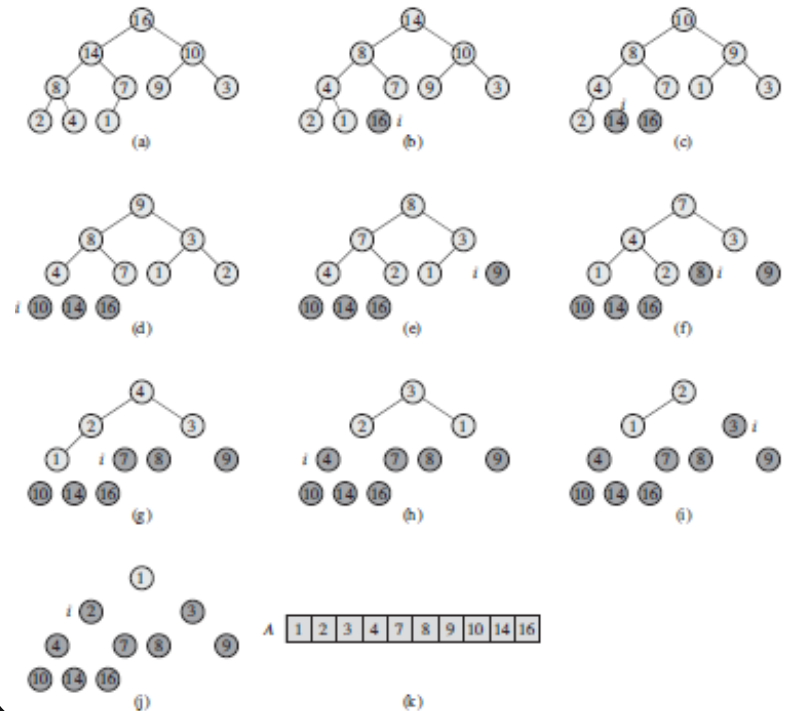 16 14 10
14 10 8 10 8 9
8 7 9 3 4 7 9 3 4 7 1 3
2 4 1 2 1 16 i 2 i 14 16
(a) (b) (c)
9 8 7
8 3 7 3 4 3
4 7 1 2 4 2 1 i 9 1 2 8 i 9
i 10 14 16 10 14 16 10 14 16
(d) (e) (f)
4 3 2
2 3 2 1 1 3 i
1 i 7 8 9 i 4 7 8 9 4 7 8 9
10 14 16 10 14 16 10 14 16
(g) (h) (i)
1
i 2 3
A 1 2 3 4 7 8 9 10 14 16
4 7 8 9
10 14 16
(j) (k)